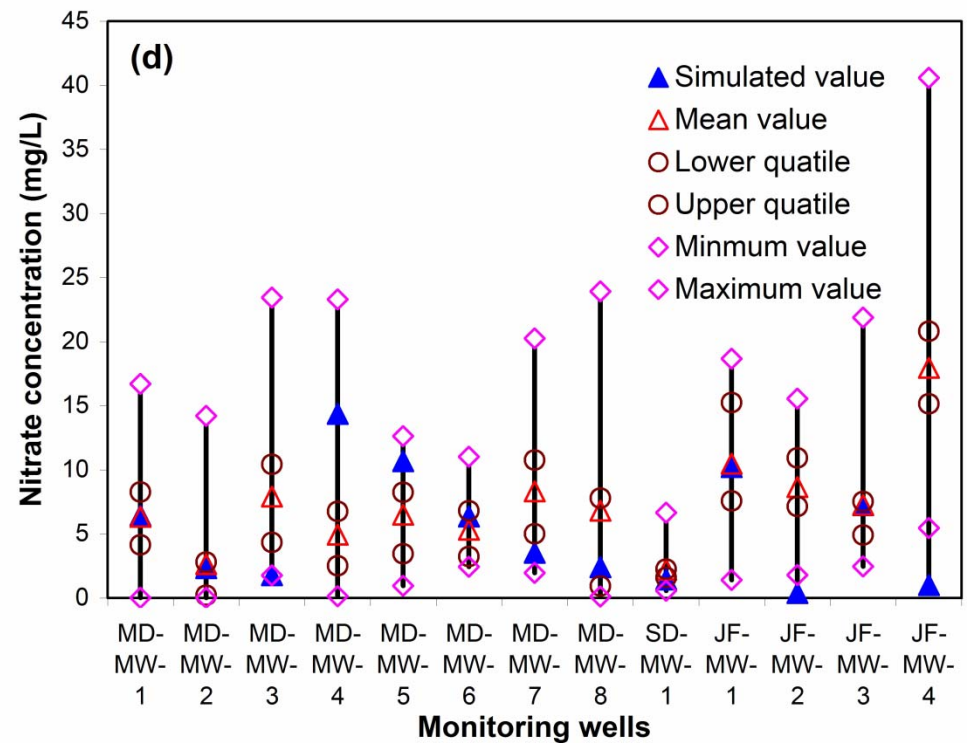 (d)
Nitrate concentration (mg/L)
45
40
35
30
25
20
15
10
5
0
Simulated value
Mean value
Lower quatile
Upper quatile
Minmum value
Maximum value
MD-MW-1
MD-MW-2
MD-MW-3
MD-MW-4
MD-MW-5
MD-MW-6
MD-MW-7
MD-MW-8
SD-MW-1
JF-MW-1
JF-MW-2
JF-MW-3
JF-MW-4
Monitoring wells